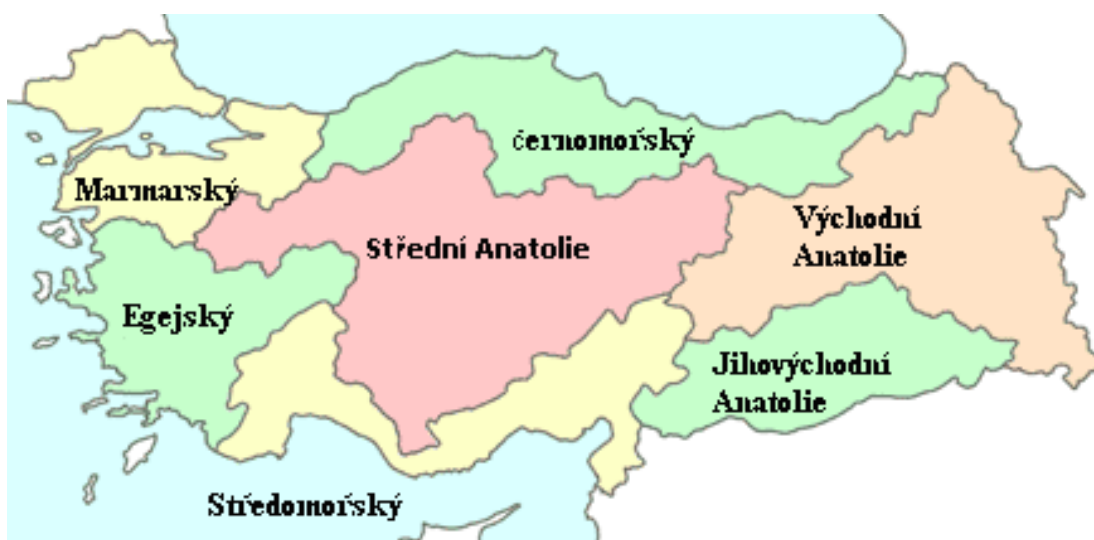 černomořský
Marmarský
Východní
Anatolie
Střední Anatolie
Egejský
Jihovýchodní
Anatolie
Středomořský